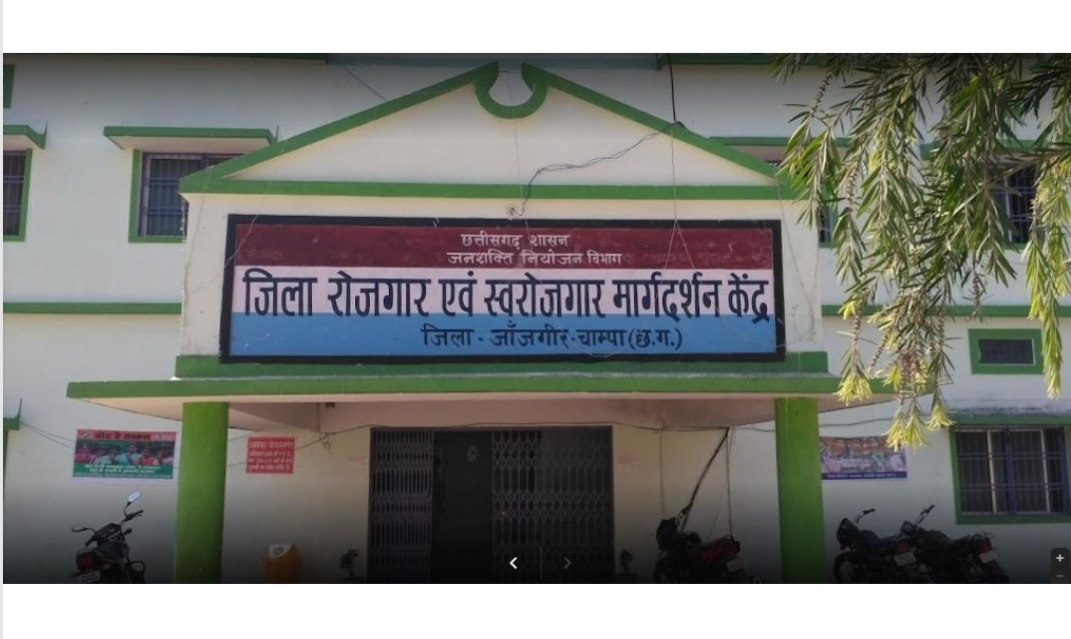 छत्तीसगढ़ शासन
जनशक्ति नियोजन विभाग
जिला रोजगार एवं स्वरोजगार मार्गदर्शन केंद्र
जिला - जाँजगीर-चाम्पा (छ.ग.)